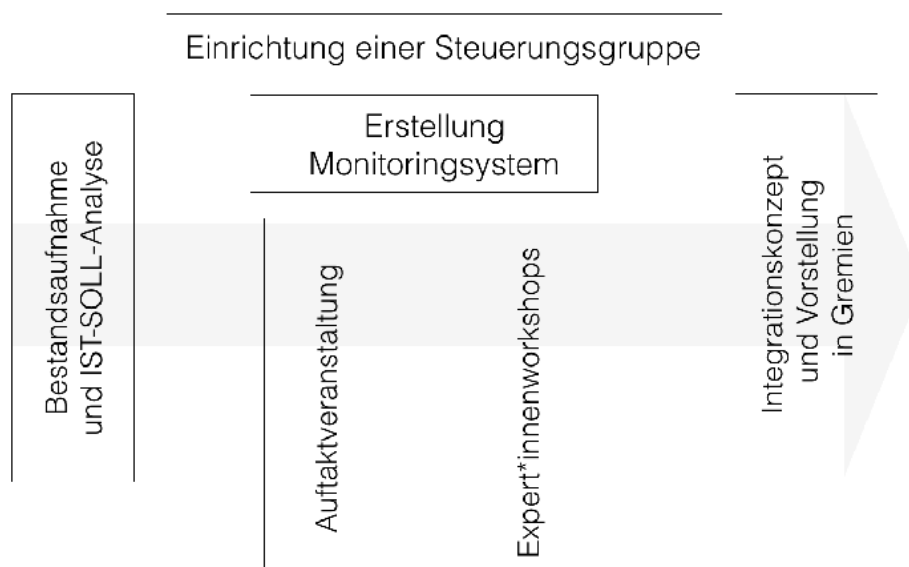 Einrichtung einer Steuerungsgruppe
Bestandsaufnahme
und IST-SOLL-Analyse
Erstellung
Monitoringsystem
Auftaktveranstaltung
Expert*innenworkshops
Integrationskonzept
und Vorstellung
in Gremien